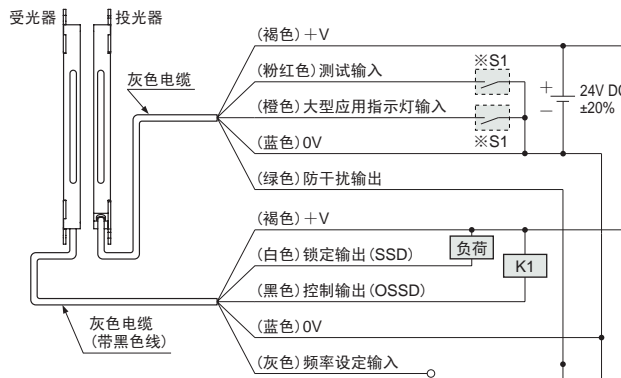 受光器 投光器
灰色电缆
(褐色)＋V
(粉红色)测试输入
※S1
(橙色)大型应用指示灯输入
※S1
(蓝色)0V
＋
－
24V DC
±20%
(绿色)防干扰输出
(褐色)＋V
(白色)锁定输出(SSD)
负荷
K1
(黑色)控制输出(OSSD)
(蓝色)0V
(灰色)频率设定输入
灰色电缆
(带黑色线)